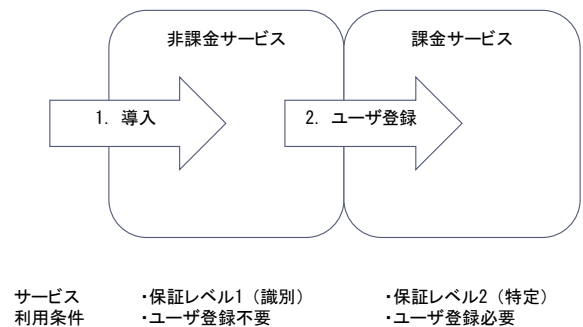 非課金サービス
課金サービス
1. 導入
2. ユーザ登録
サービス ・保証レベル1（識別） ・保証レベル2（特定）
利用条件 ・ユーザ登録不要 ・ユーザ登録必要